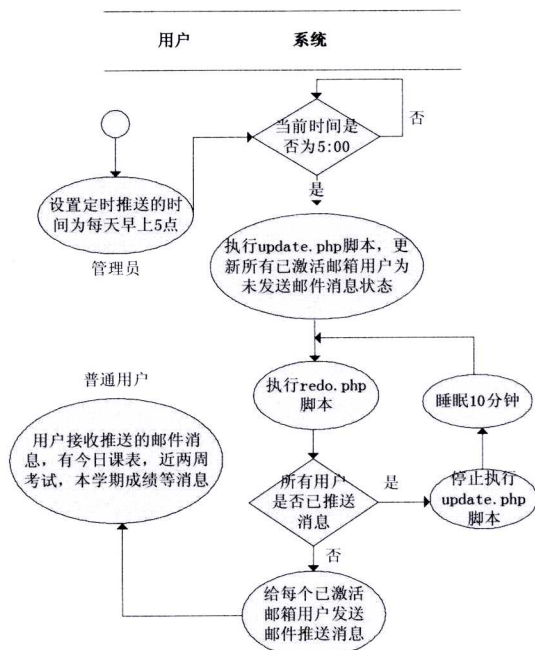 用户
系统
当前时间是
否为5:00
否
是
设置定时推送的时
间为每天早上5点
管理员
执行update.php脚本，更
新所有已激活邮箱用户为
未发送邮件消息状态
普通用户
执行redo.php
脚本
睡眠10分钟
用户接收推送的邮件消
息，有今日课表，近两周
考试，本学期成绩等消息
所有用户
是否已推送
消息
是
停止执行
update.php
脚本
否
给每个已激活
邮箱用户发送
邮件推送消息